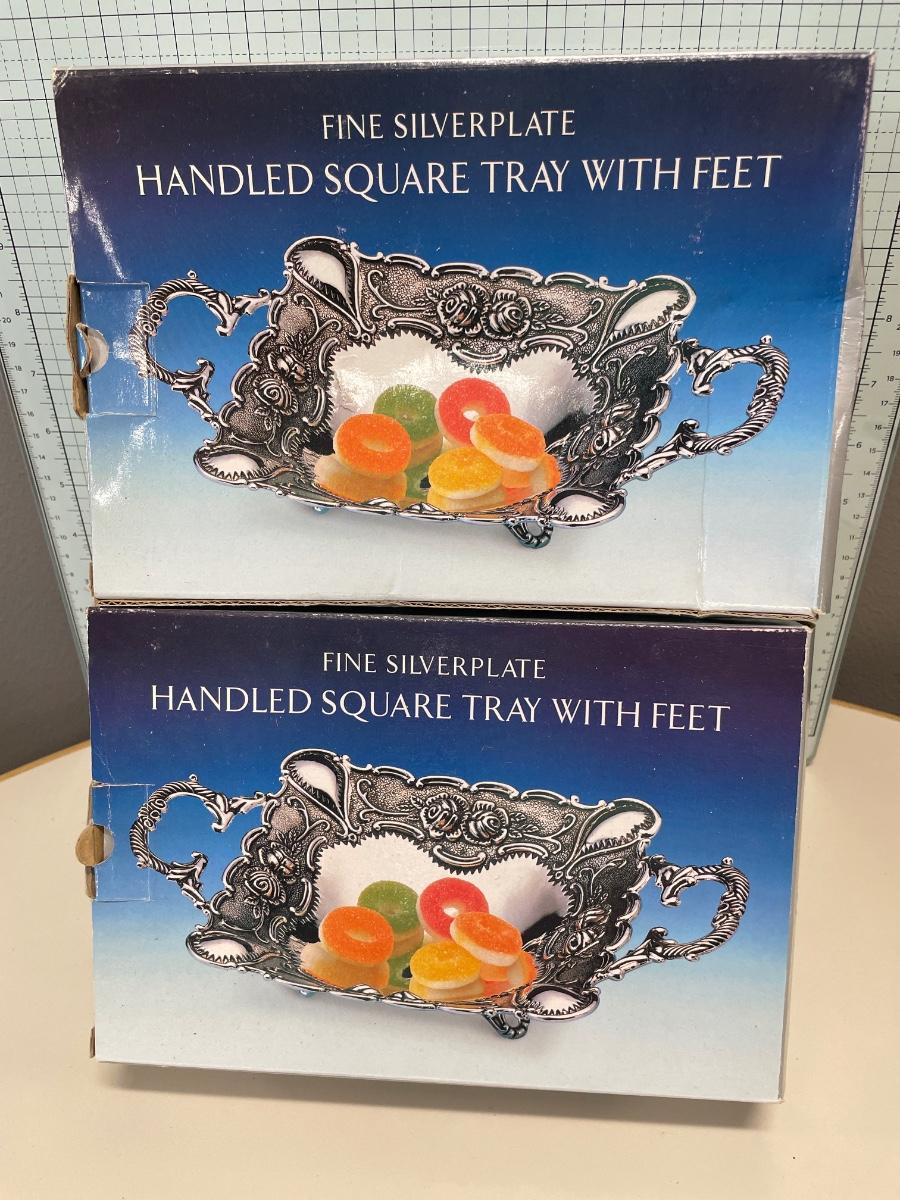 FINE SILVERPLATE
HANDLED SQUARE TRAY WITH FEET
FINE SILVERPLATE
HANDLED SQUARE TRAY WITH FEET